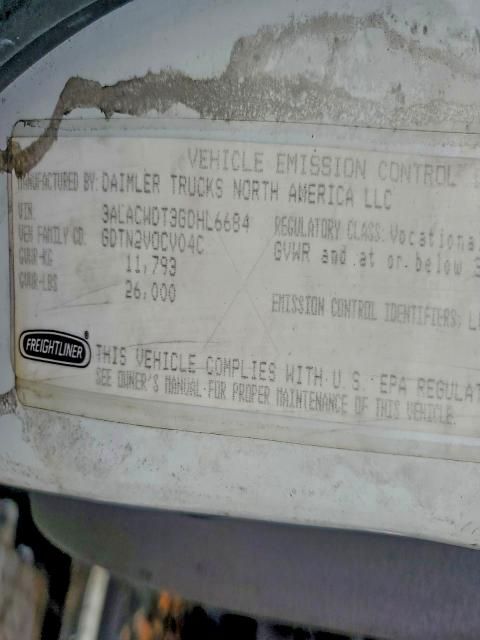 VEHICLE EMISSION CONTROL
MANUFACTURED BY: DAIMLER TRUCKS NORTH AMERICA LLC
VIN: 3ALACWDT3GDHL6684
REGULATORY CLASS: Vocationa
VEH FAMILY CD: GDTN2VOCV04C
GVWR and at or below
GVWR-KG 11,793
GVWR-LBS 26,000
EMISSION CONTROL IDENTIFIERS:
FREIGHTLINER®
THIS VEHICLE COMPLIES WITH U.S. EPA REGULAT
SEE OWNER'S MANUAL FOR PROPER MAINTENANCE OF THIS VEHICLE.